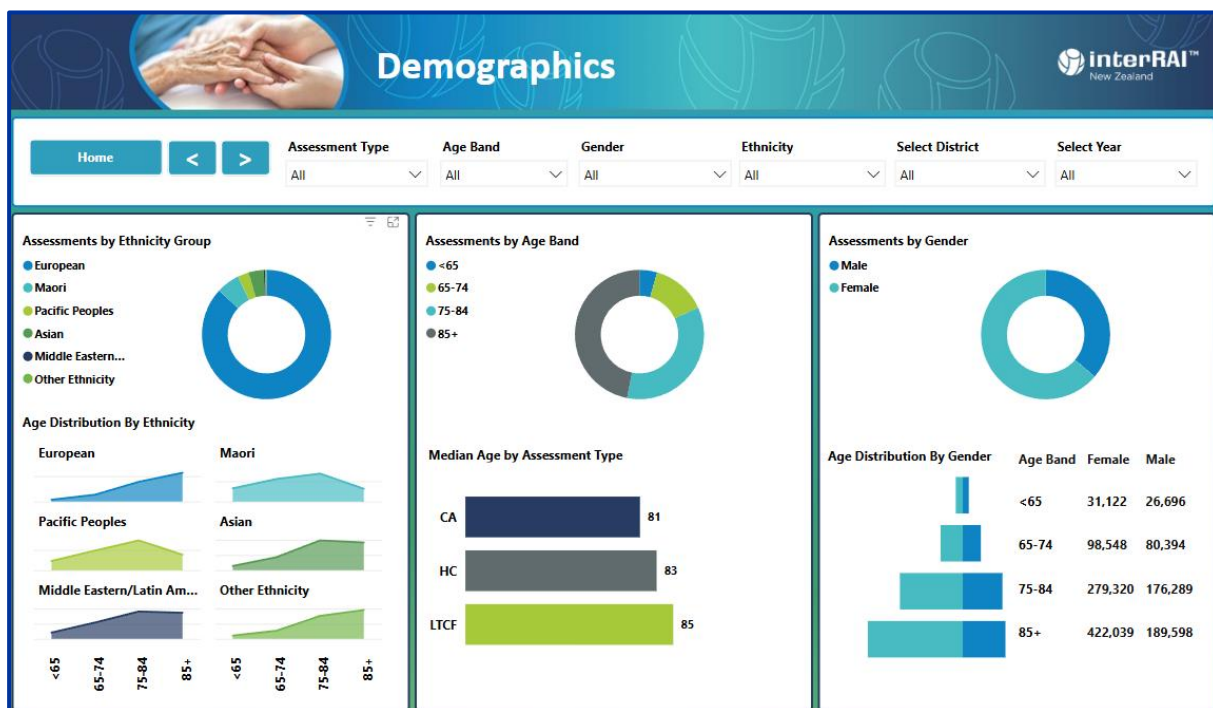 Demographics
interRAI™
New Zealand
Home
<
>
Assessment Type
All
Age Band
All
Gender
All
Ethnicity
All
Select District
All
Select Year
All
Assessments by Ethnicity Group
European
Maori
Pacific Peoples
Asian
Middle Eastern...
Other Ethnicity
Age Distribution By Ethnicity
European
Maori
Pacific Peoples
Asian
Middle Eastern/Latin Am...
Other Ethnicity
<65
65-74
75-84
85+
<65
65-74
75-84
85+
Assessments by Age Band
<65
65-74
75-84
85+
Median Age by Assessment Type
CA 81
HC 83
LTCF 85
Assessments by Gender
Male
Female
Age Distribution By Gender
Age Band Female Male
<65 31,122 26,696
65-74 98,548 80,394
75-84 279,320 176,289
85+ 422,039 189,598